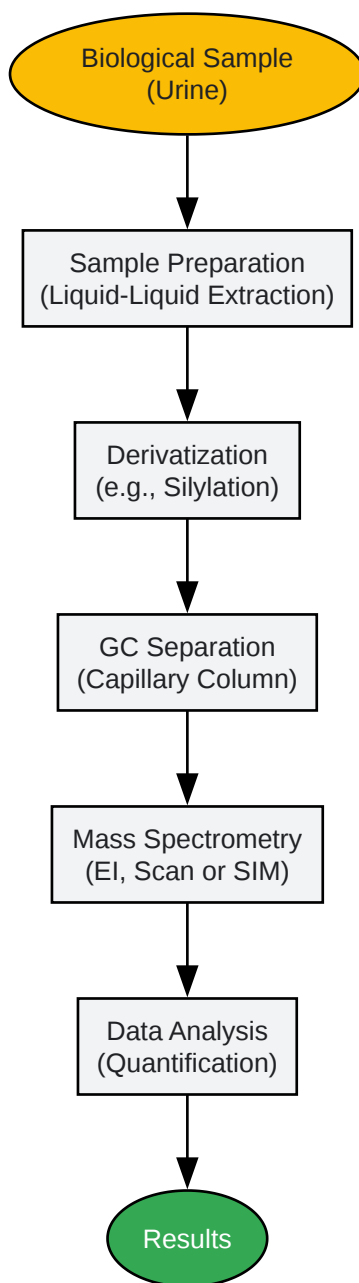 Biological Sample
(Urine)
Sample Preparation
(Liquid-Liquid Extraction)
Derivatization
(e.g., Silylation)
GC Separation
(Capillary Column)
Mass Spectrometry
(EI, Scan or SIM)
Data Analysis
(Quantification)
Results